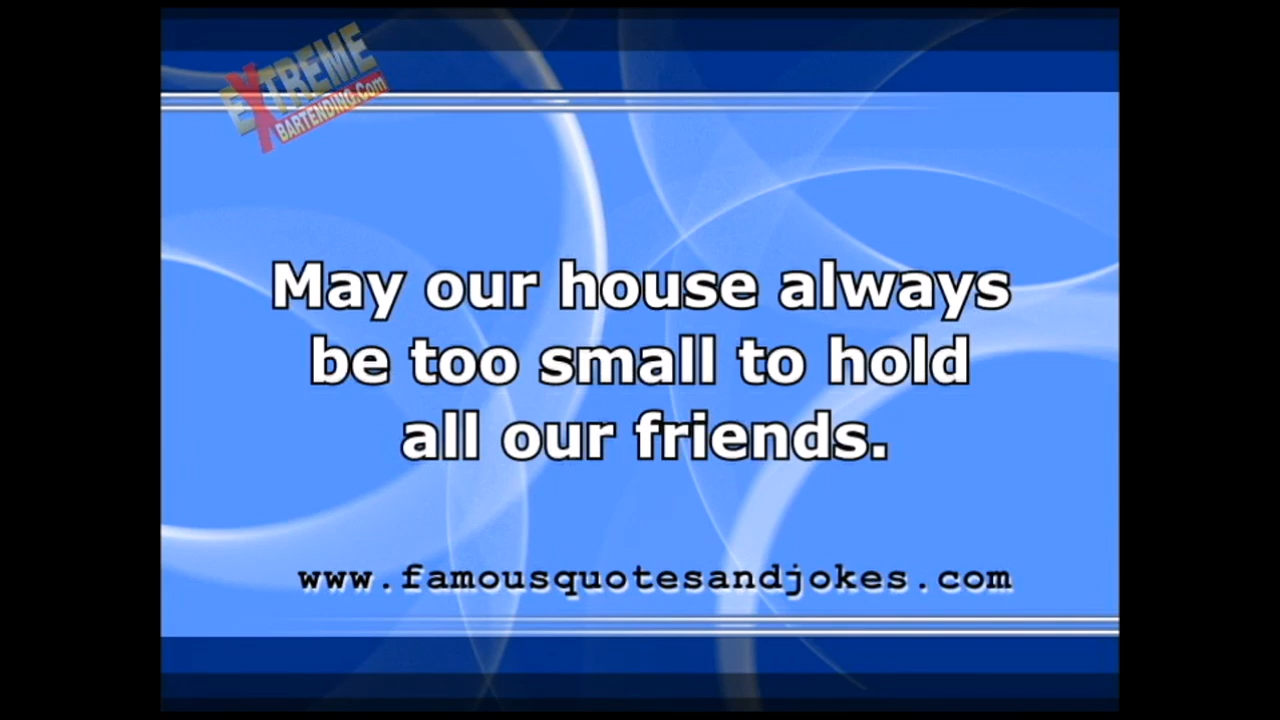 EXTREME
BARTENDING.Com
May our house always
be too small to hold
all our friends.
www.famousquotesandjokes.com